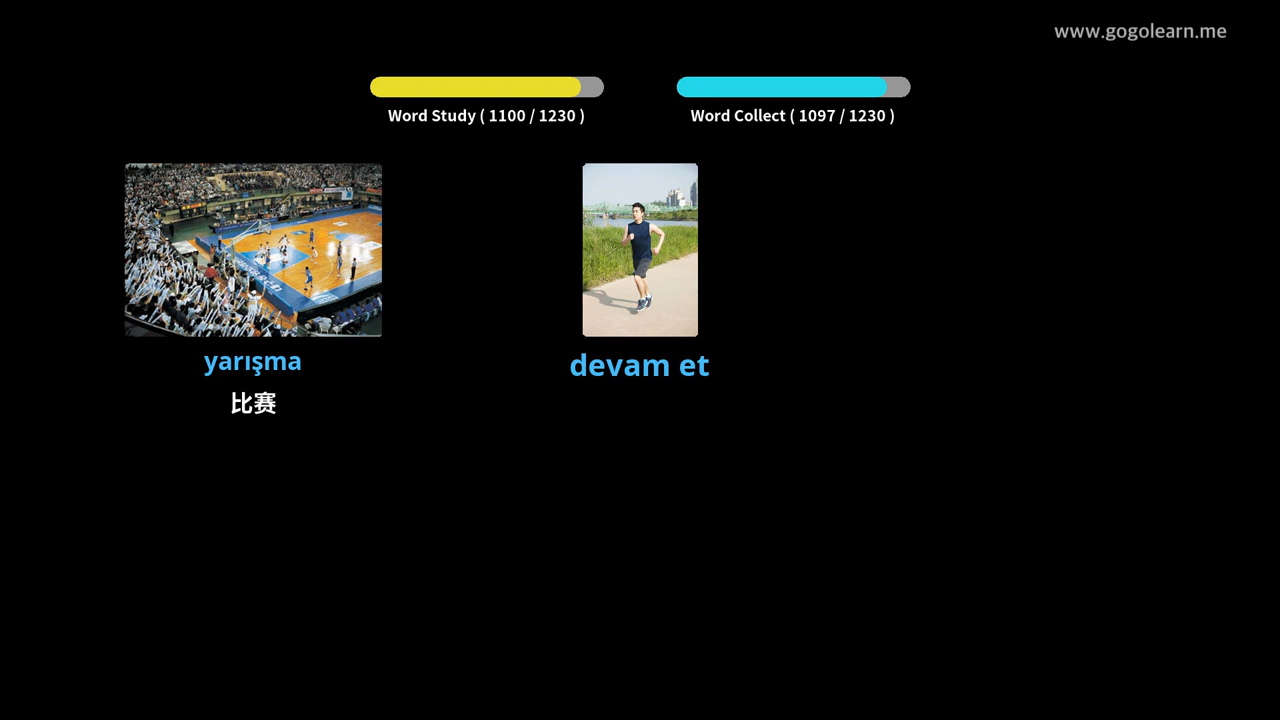 www.gogolearn.me
Word Study ( 1100 / 1230 )
Word Collect ( 1097 / 1230 )
yarışma
比赛
devam et